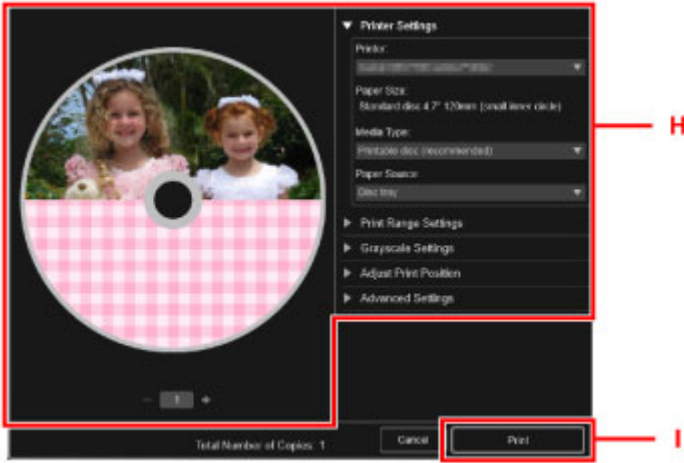 Printer Settings
Printer:
Paper Size:
Standard disc 4.7" 120mm (small inner circle)
H
Media Type:
Printable disc (recommended)
Paper Source
Disc tray
Print Range Settings
Grayscale Settings
Adjust Print Position
Advanced Settings
- 1 +
Total Number of Copies: 1
Cancel
Print
I